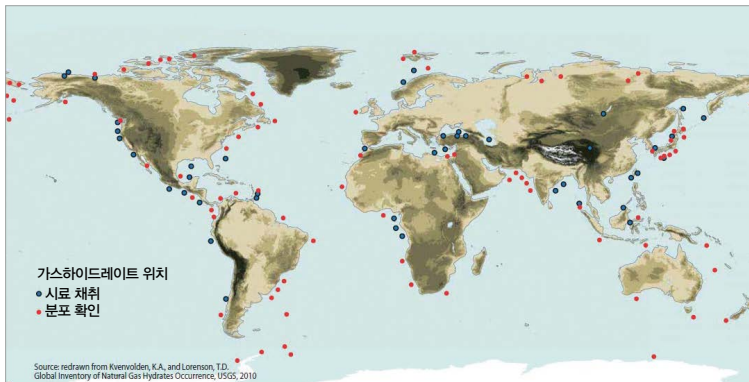 가스하이드레이트 위치
시료 채취
분포 확인
Source: redrawn from Kvenvolden, K.A., and Lorenson, T.D.
Global Inventory of Natural Gas Hydrates Occurrence, USGS, 2010